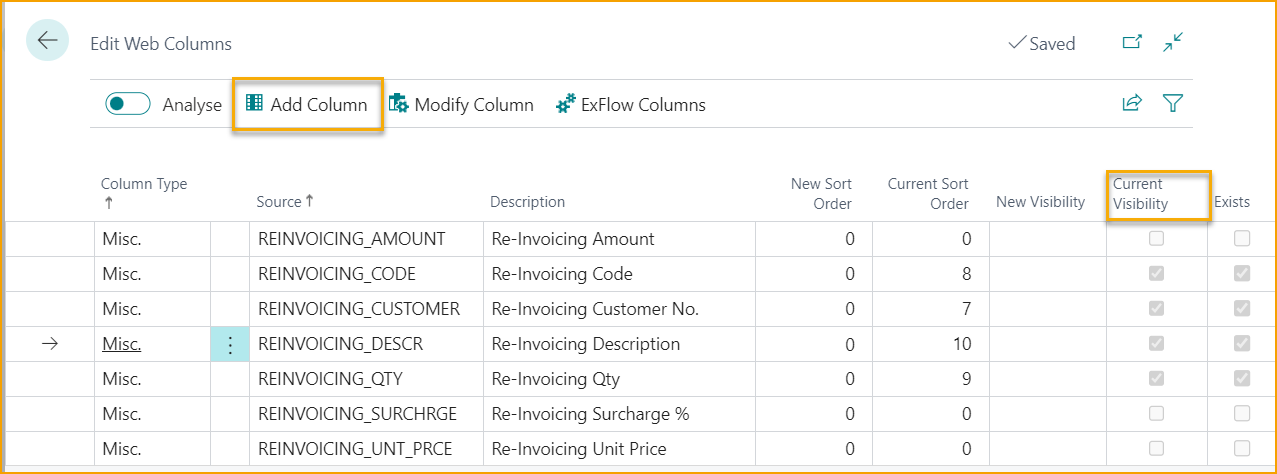 Edit Web Columns
Saved
Analyse
Add Column
Modify Column
ExFlow Columns
Column Type ↑
Source ↑
Description
New Sort Order
Current Sort Order
New Visibility
Current Visibility
Exists
Misc. REINVOICING_AMOUNT Re-Invoicing Amount 0 0
Misc. REINVOICING_CODE Re-Invoicing Code 0 8
Misc. REINVOICING_CUSTOMER Re-Invoicing Customer No. 0 7
Misc. REINVOICING_DESCR Re-Invoicing Description 0 10
Misc. REINVOICING_QTY Re-Invoicing Qty 0 9
Misc. REINVOICING_SURCHRGE Re-Invoicing Surcharge % 0 0
Misc. REINVOICING_UNT_PRCE Re-Invoicing Unit Price 0 0